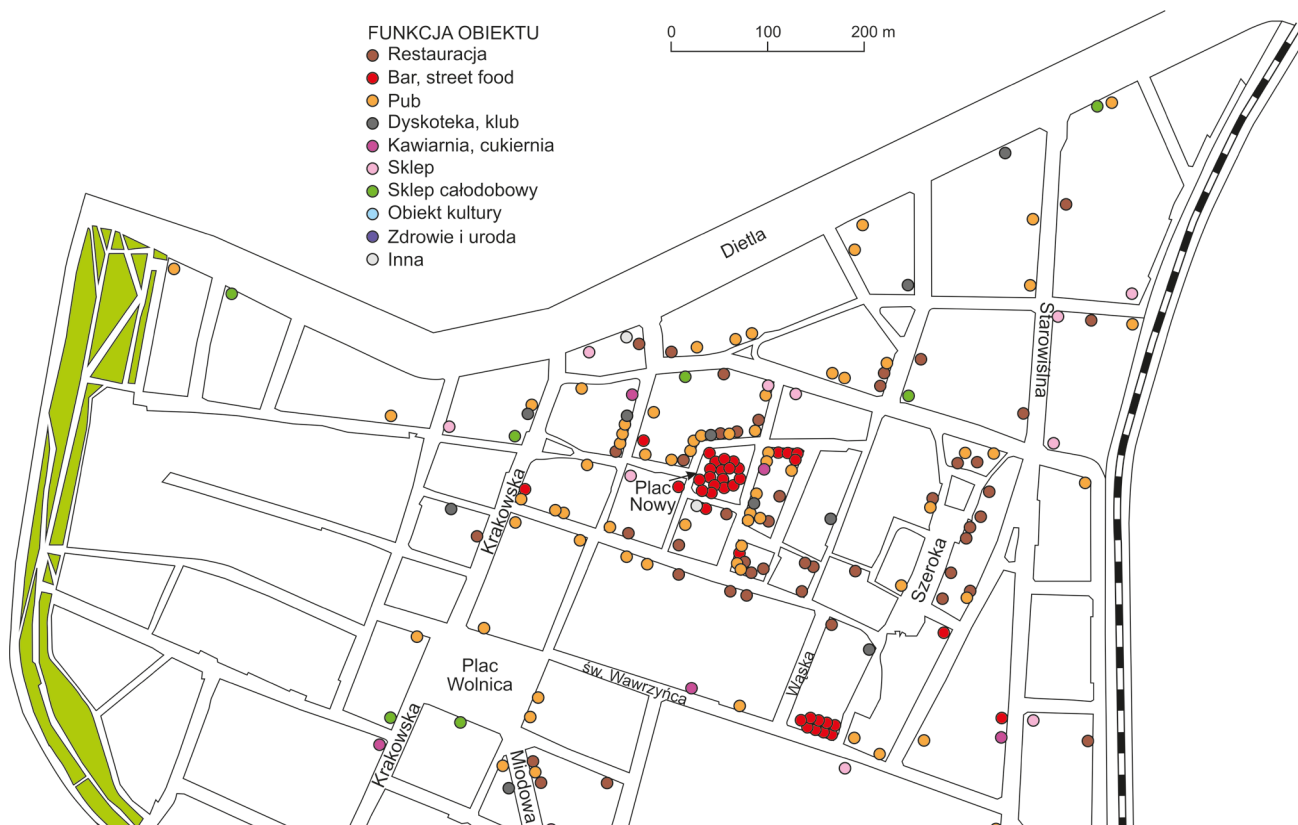 FUNKCJA OBIEKTU
Restauracja
Bar, street food
Pub
Dyskoteka, klub
Kawiarnia, cukiernia
Sklep
Sklep całodobowy
Obiekt kultury
Zdrowie i uroda
Inna
0 100 200 m
Dietla
Starowiślna
Krakowska
Plac
Nowy
Szeroka
Plac
Wolnica
św. Wawrzyńca
Wąska
Krakowska
Miodowa